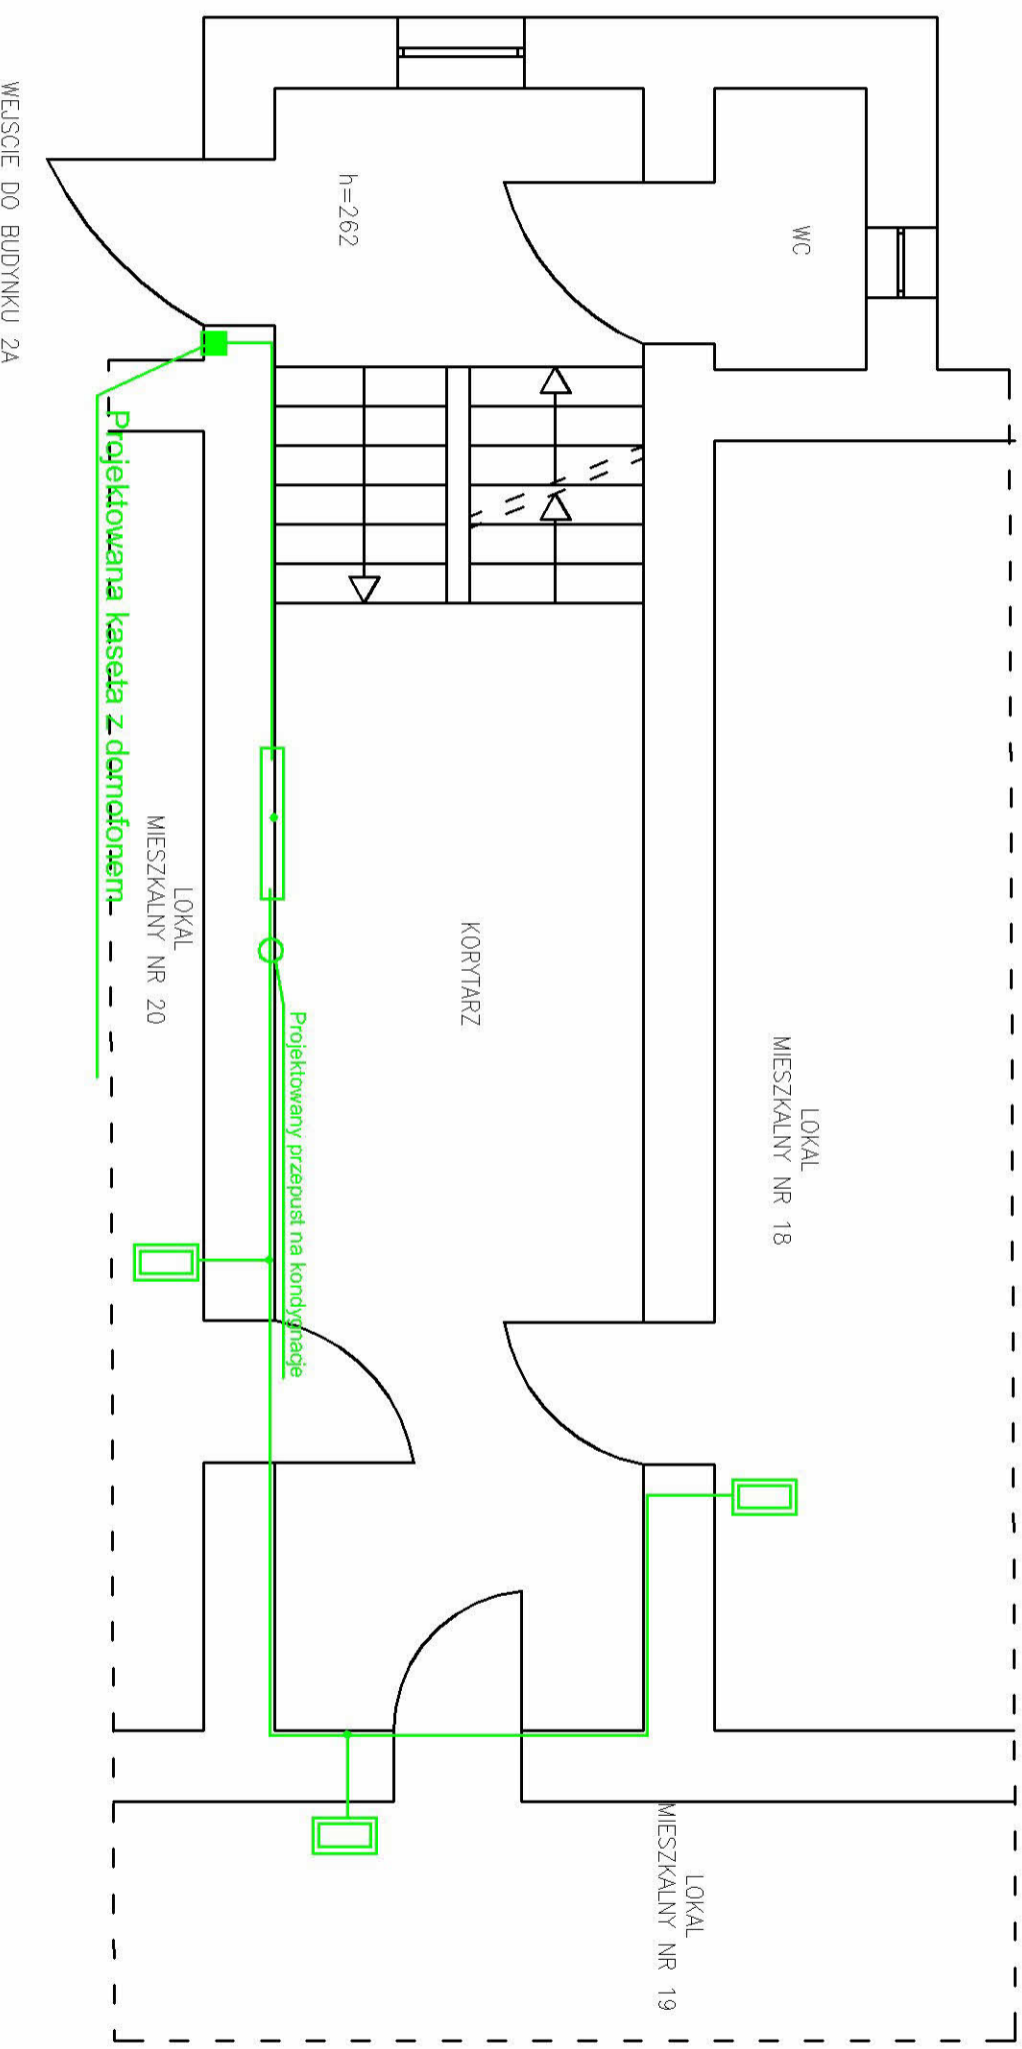 WC
h=262
WEJSCIE DO BUDYNKU 2A
Projektowana kaseta z domofonem
LOKAL
MIESZKALNY NR 20
KORYTARZ
Projektowany przepust na kondygnacje
LOKAL
MIESZKALNY NR 18
LOKAL
MIESZKALNY NR 19